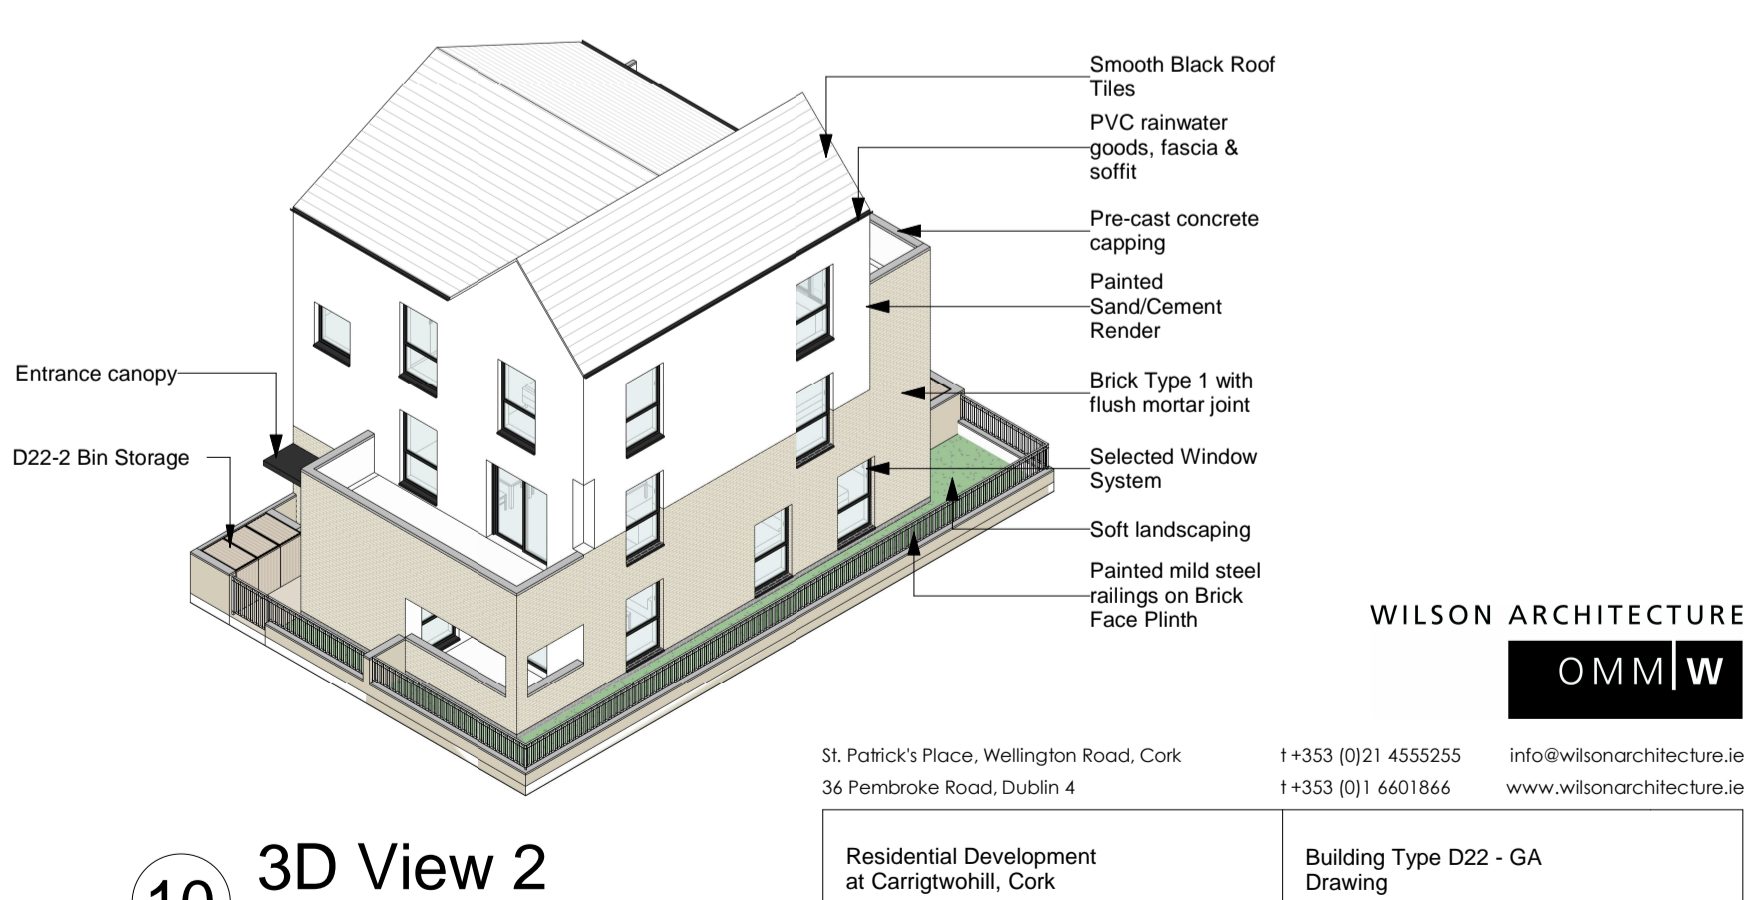 Smooth Black Roof
Tiles
PVC rainwater
goods, fascia &
soffit
Pre-cast concrete
capping
Painted
Sand/Cement
Render
Entrance canopy
Brick Type 1 with
flush mortar joint
D22-2 Bin Storage
Selected Window
System
Soft landscaping
Painted mild steel
railings on Brick
Face Plinth
WILSON ARCHITECTURE
OMM|W
St. Patrick's Place, Wellington Road, Cork
t +353 (0)21 4555255
info@wilsonarchitecture.ie
36 Pembroke Road, Dublin 4
t +353 (0)1 6601866
www.wilsonarchitecture.ie
10
3D View 2
Residential Development
at Carrigtwohill, Cork
Building Type D22 - GA
Drawing